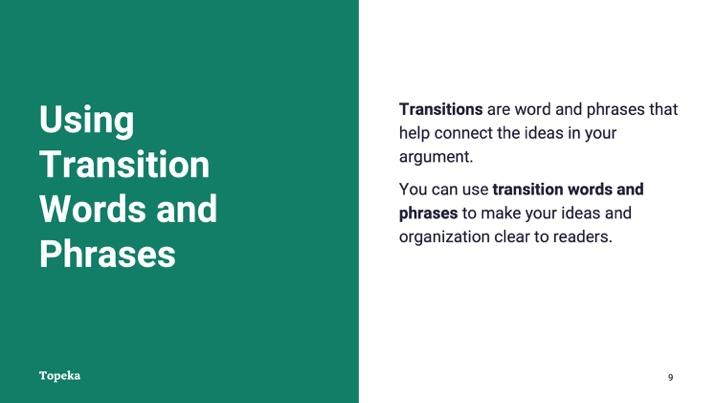 Using
Transition
Words and
Phrases
Transitions are word and phrases that
help connect the ideas in your
argument.
You can use transition words and
phrases to make your ideas and
organization clear to readers.
Topeka
9